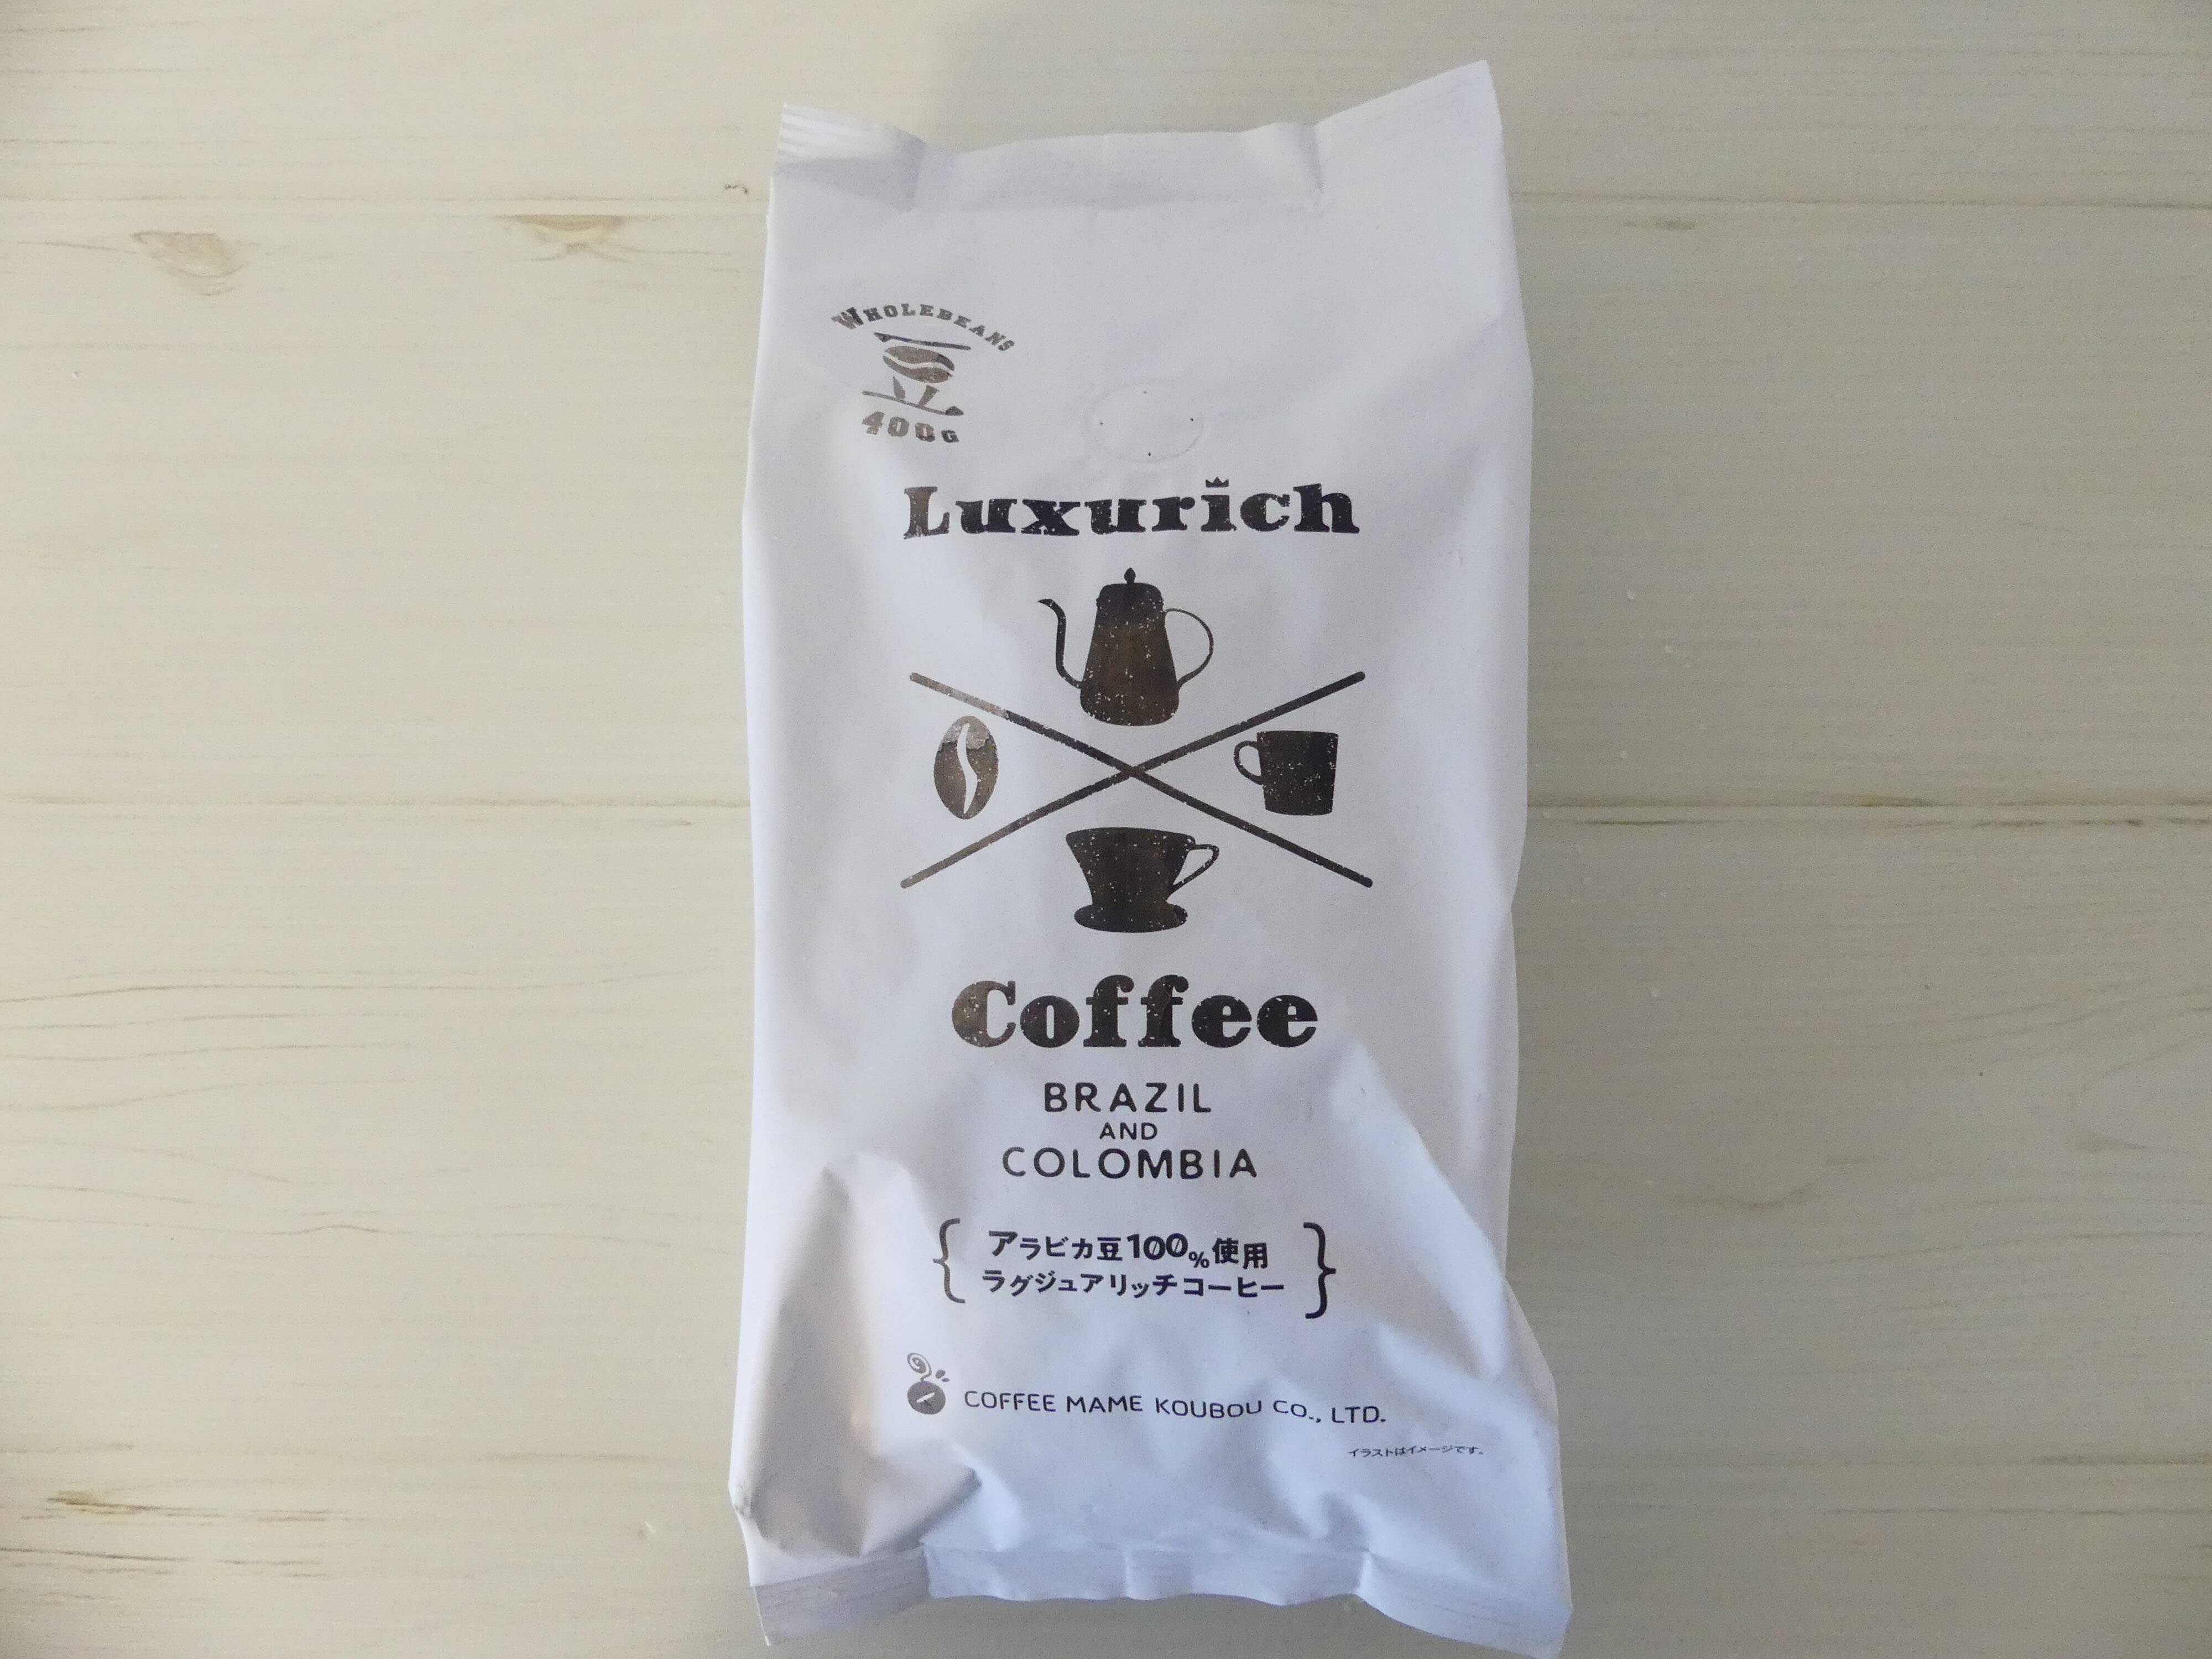 WHOLEBEANS
豆
400G
Luxurich
Coffee
BRAZIL
AND
COLOMBIA
アラビカ豆100%使用
ラグジュアリッチコーヒー
COFFEE MAME KOUBOU CO., LTD.
イラストはイメージです。